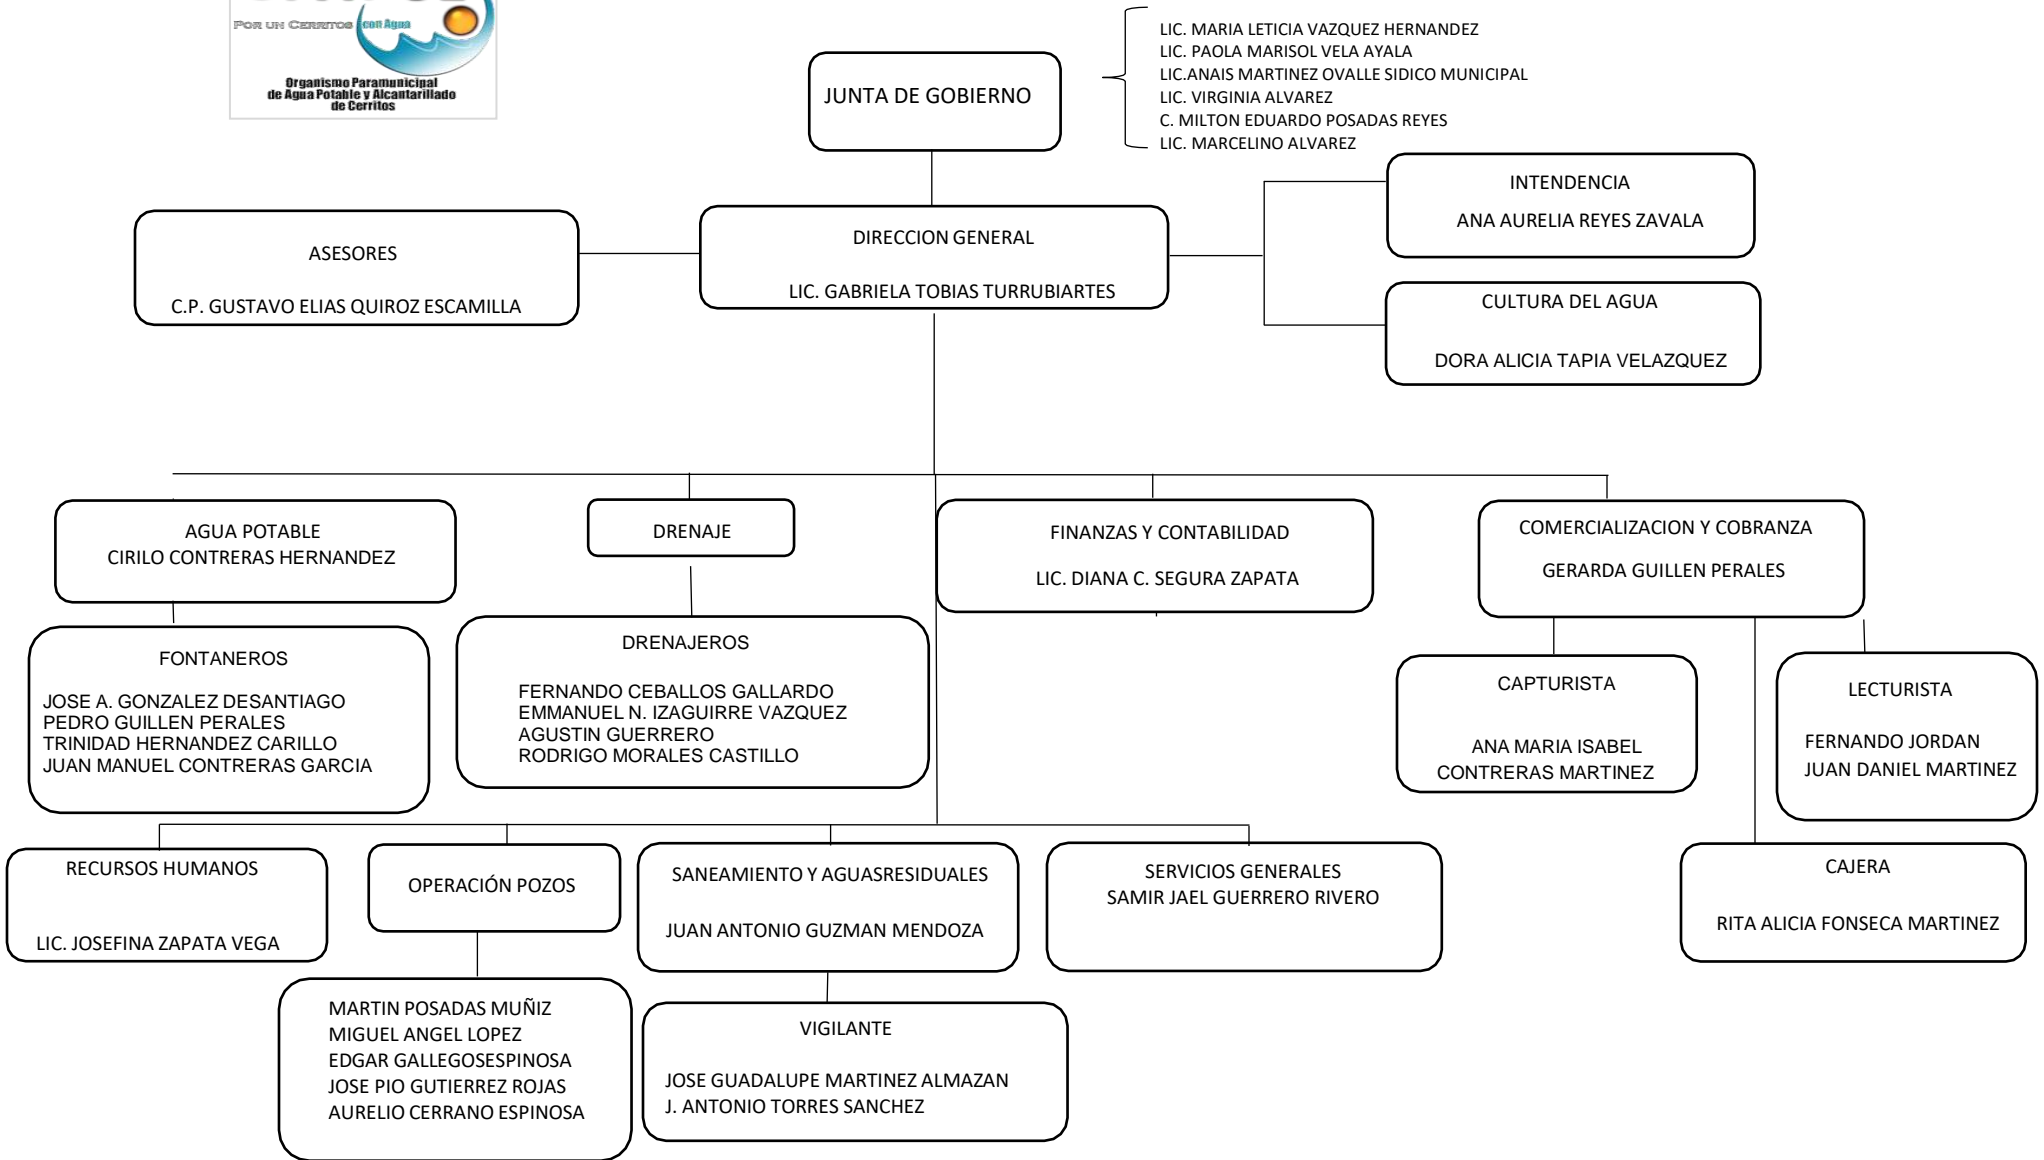 POR UN CERRITOS con Agua
Organismo Paramunicipal
de Agua Potable y Alcantarillado
de Cerritos
JUNTA DE GOBIERNO
LIC. MARIA LETICIA VAZQUEZ HERNANDEZ
LIC. PAOLA MARISOL VELA AYALA
LIC.ANAIS MARTINEZ OVALLE SIDICO MUNICIPAL
LIC. VIRGINIA ALVAREZ
C. MILTON EDUARDO POSADAS REYES
LIC. MARCELINO ALVAREZ
ASESORES
C.P. GUSTAVO ELIAS QUIROZ ESCAMILLA
DIRECCION GENERAL
LIC. GABRIELA TOBIAS TURRUBIARTES
INTENDENCIA
ANA AURELIA REYES ZAVALA
CULTURA DEL AGUA
DORA ALICIA TAPIA VELAZQUEZ
AGUA POTABLE
CIRILO CONTRERAS HERNANDEZ
DRENAJE
FINANZAS Y CONTABILIDAD
LIC. DIANA C. SEGURA ZAPATA
COMERCIALIZACION Y COBRANZA
GERARDA GUILLEN PERALES
FONTANEROS
JOSE A. GONZALEZ DESANTIAGO
PEDRO GUILLEN PERALES
TRINIDAD HERNANDEZ CARILLO
JUAN MANUEL CONTRERAS GARCIA
DRENAJEROS
FERNANDO CEBALLOS GALLARDO
EMMANUEL N. IZAGUIRRE VAZQUEZ
AGUSTIN GUERRERO
RODRIGO MORALES CASTILLO
CAPTURISTA
ANA MARIA ISABEL
CONTRERAS MARTINEZ
LECTURISTA
FERNANDO JORDAN
JUAN DANIEL MARTINEZ
RECURSOS HUMANOS
LIC. JOSEFINA ZAPATA VEGA
OPERACIÓN POZOS
SANEAMIENTO Y AGUASRESIDUALES
JUAN ANTONIO GUZMAN MENDOZA
SERVICIOS GENERALES
SAMIR JAEL GUERRERO RIVERO
CAJERA
RITA ALICIA FONSECA MARTINEZ
MARTIN POSADAS MUÑIZ
MIGUEL ANGEL LOPEZ
EDGAR GALLEGOSESPINOSA
JOSE PIO GUTIERREZ ROJAS
AURELIO CERRANO ESPINOSA
VIGILANTE
JOSE GUADALUPE MARTINEZ ALMAZAN
J. ANTONIO TORRES SANCHEZ